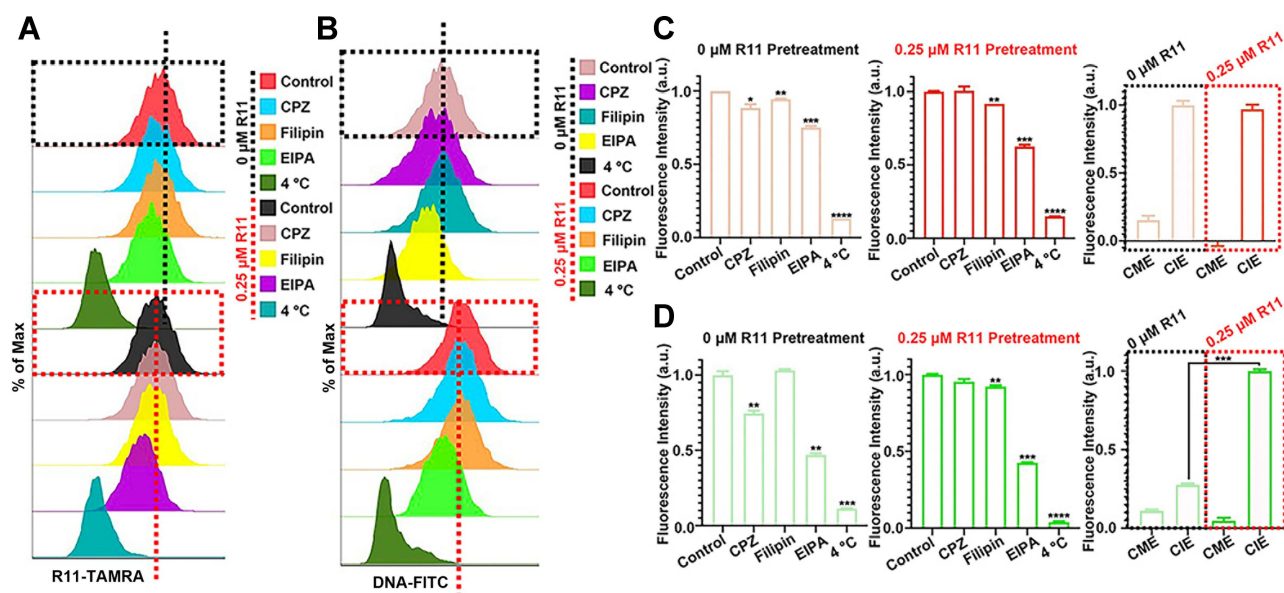 A
% of Max
R11-TAMRA
Control
CPZ
Filipin
EIPA
4 °C
Control
CPZ
Filipin
EIPA
4 °C
0 μM R11
0.25 μM R11
B
% of Max
DNA-FITC
Control
CPZ
Filipin
EIPA
4 °C
Control
CPZ
Filipin
EIPA
4 °C
0 μM R11
0.25 μM R11
C
0 μM R11 Pretreatment
Fluorescence Intensity (a.u.)
1.0
0.5
0.0
* ** *** ****
Control CPZ Filipin EIPA 4 °C
0.25 μM R11 Pretreatment
Fluorescence Intensity (a.u.)
1.0
0.5
0.0
** *** ****
Control CPZ Filipin EIPA 4 °C
0 μM R11 0.25 μM R11
Fluorescence Intensity (a.u.)
1.0
0.5
0.0
CME CIE CME CIE
D
0 μM R11 Pretreatment
Fluorescence Intensity (a.u.)
1.0
0.5
0.0
** ** ***
Control CPZ Filipin EIPA 4 °C
0.25 μM R11 Pretreatment
Fluorescence Intensity (a.u.)
1.0
0.5
0.0
** *** ****
Control CPZ Filipin EIPA 4 °C
0 μM R11 0.25 μM R11
Fluorescence Intensity (a.u.)
1.0
0.5
0.0
***
CME CIE CME CIE